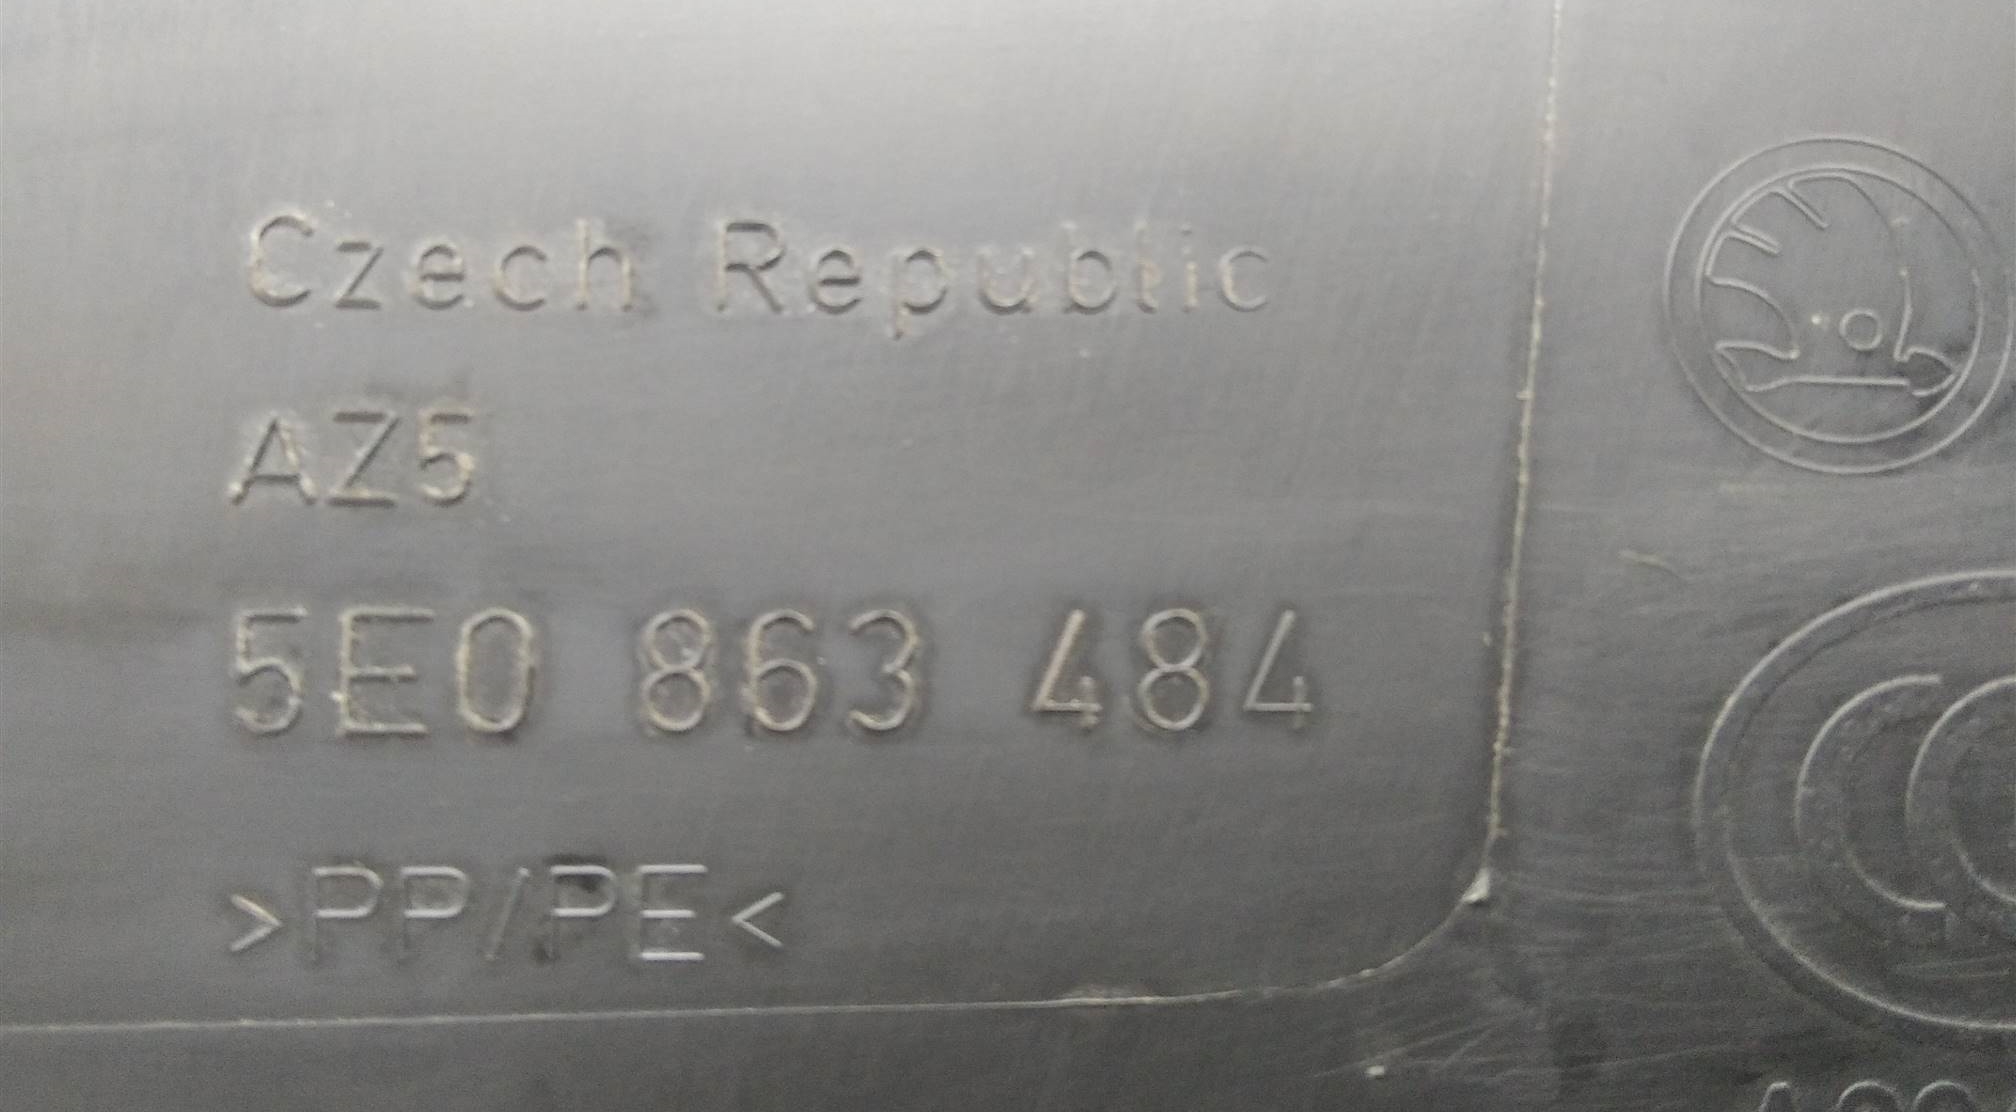 Czech Republic
AZ5
5E0 863 484
>PP/PE<